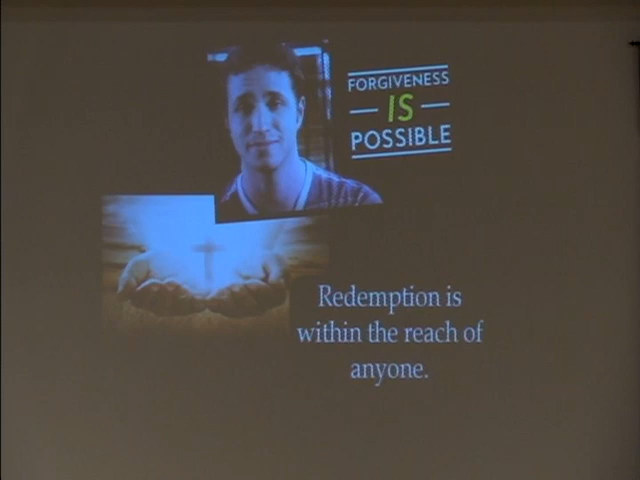 FORGIVENESS
IS
POSSIBLE
Redemption is
within the reach of
anyone.